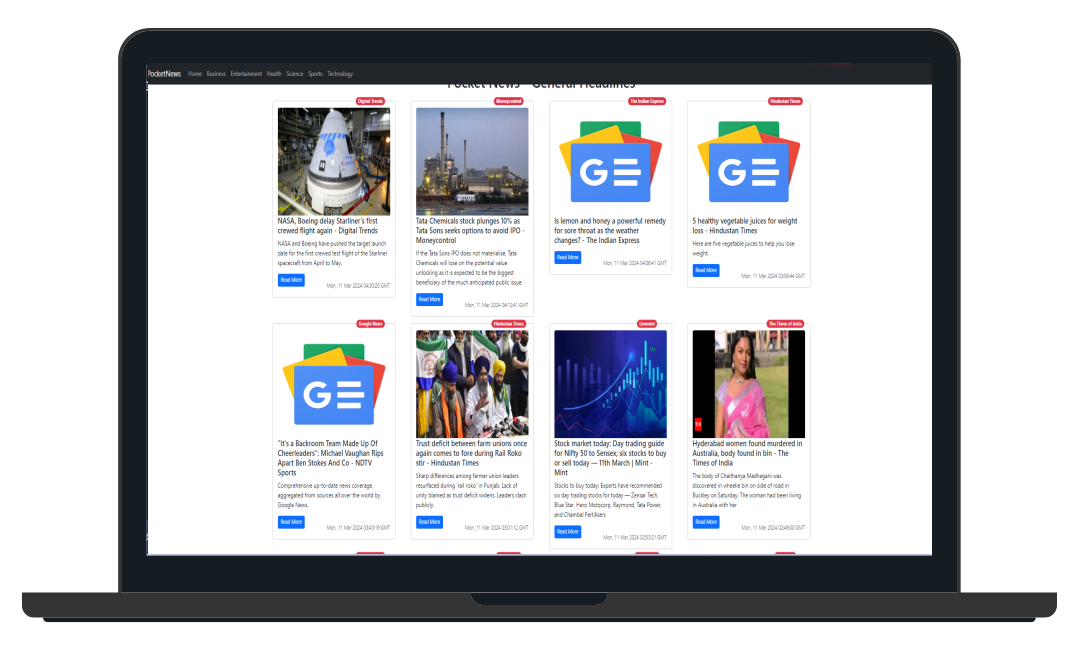 PocketNews Home Business Entertainment Health Science Sports Technology
Pocket News - General Headlines
Digital Trends
NASA, Boeing delay Starliner's first
crewed flight again - Digital Trends
NASA and Boeing have pushed the target launch
date for the first crewed test flight of the Starliner
spacecraft from April to May.
Read More
Mon, 11 Mar 2024 04:30:20 GMT
Moneycontrol
Tata Chemicals stock plunges 10% as
Tata Sons seeks options to avoid IPO -
Moneycontrol
If the Tata Sons IPO does not materialise, Tata
Chemicals will lose on the potential value
unlocking as it is expected to be the biggest
beneficiary of the much anticipated public issue
Read More
Mon, 11 Mar 2024 04:12:41 GMT
The Indian Express
GE
Is lemon and honey a powerful remedy
for sore throat as the weather
changes? - The Indian Express
Read More
Mon, 11 Mar 2024 04:06:41 GMT
Hindustan Times
GE
5 healthy vegetable juices for weight
loss - Hindustan Times
Here are five vegetable juices to help you lose
weight.
Read More
Mon, 11 Mar 2024 03:58:44 GMT
Google News
GE
"It's a Backroom Team Made Up Of
Cheerleaders": Michael Vaughan Rips
Apart Ben Stokes And Co - NDTV
Sports
Comprehensive up-to-date news coverage,
aggregated from sources all over the world by
Google News.
Read More
Mon, 11 Mar 2024 03:43:19 GMT
Hindustan Times
Trust deficit between farm unions once
again comes to fore during Rail Roko
stir - Hindustan Times
Sharp differences among farmer union leaders
resurfaced during 'rail roko' in Punjab. Lack of
unity blamed as trust deficit widens. Leaders clash
publicly.
Read More
Mon, 11 Mar 2024 03:01:12 GMT
Livemint
Stock market today: Day trading guide
for Nifty 50 to Sensex; six stocks to buy
or sell today — 11th March | Mint -
Mint
Stocks to buy today: Experts have recommended
six day trading stocks for today — Zensar Tech,
Blue Star, Hero Motocorp, Raymond, Tata Power,
and Chambal Fertilisers
Read More
Mon, 11 Mar 2024 02:53:21 GMT
The Times of India
TOI
Hyderabad women found murdered in
Australia, body found in bin - The
Times of India
The body of Chaithanya Madhagani was
discovered in wheelie bin on side of road in
Buckley on Saturday. The woman had been living
in Australia with her
Read More
Mon, 11 Mar 2024 02:49:00 GMT